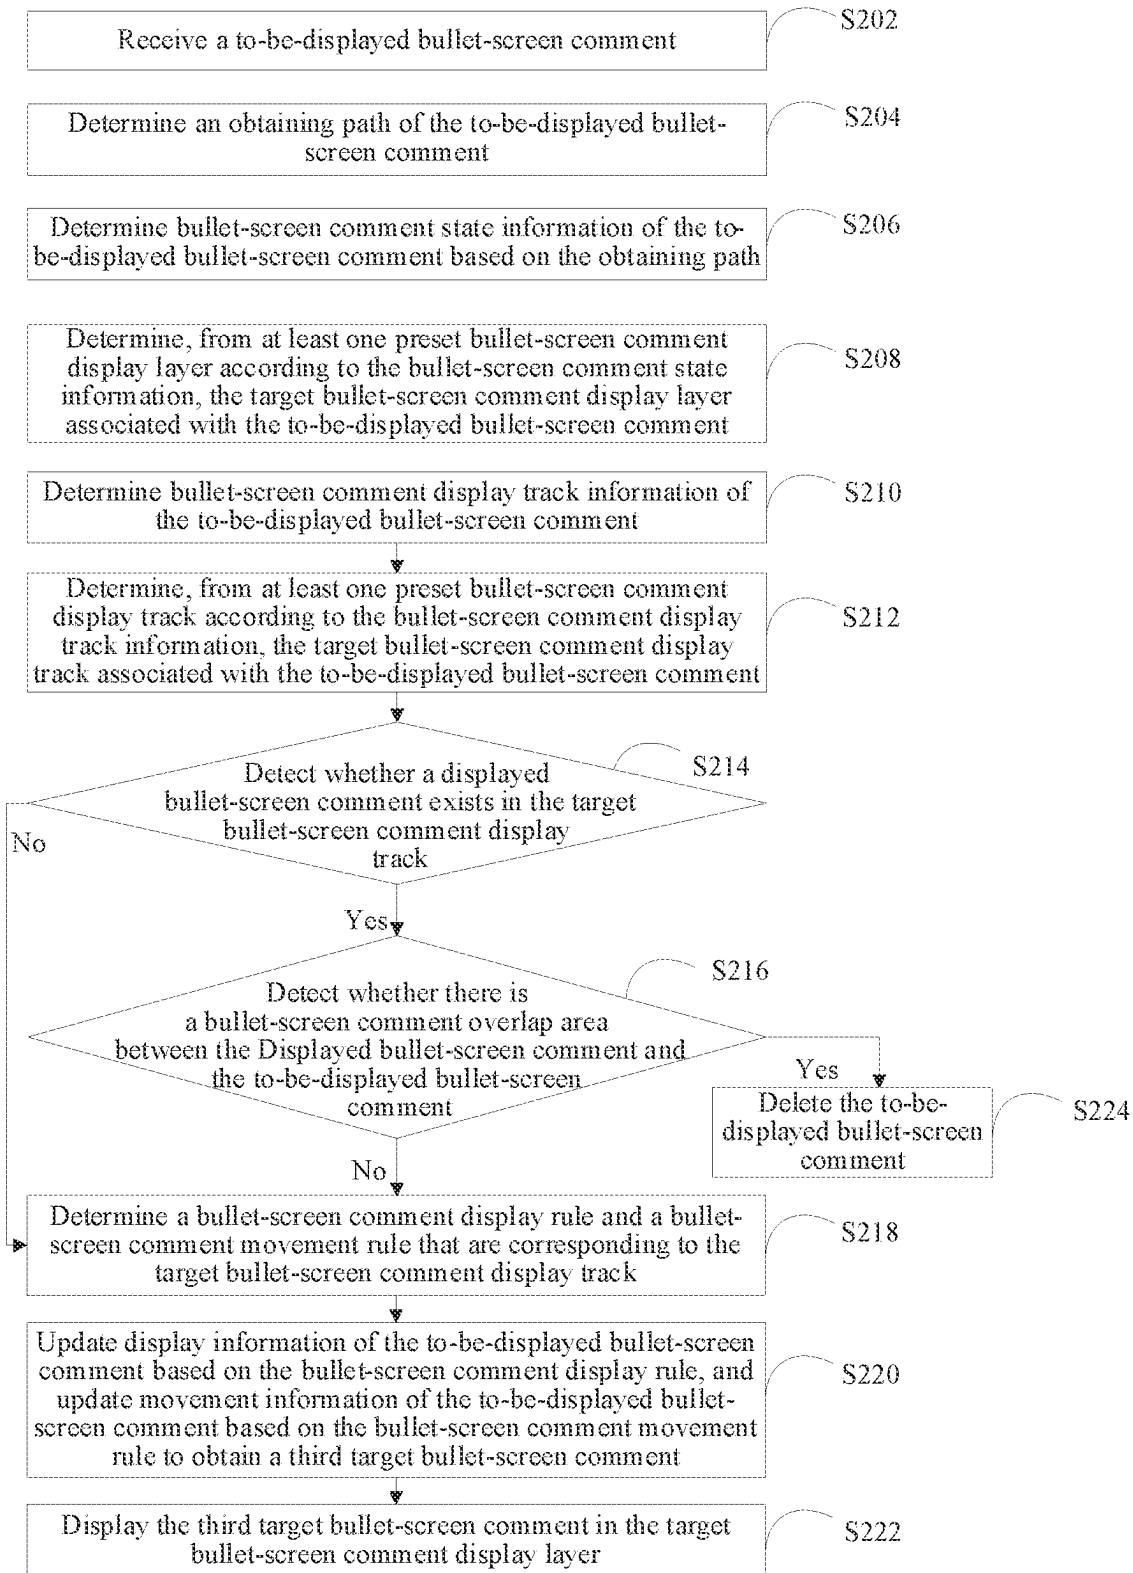 S202
Receive a to-be-displayed bullet-screen comment
S204
Determine an obtaining path of the to-be-displayed bullet-
screen comment
S206
Determine bullet-screen comment state information of the to-
be-displayed bullet-screen comment based on the obtaining path
Determine, from at least one preset bullet-screen comment
display layer according to the bullet-screen comment state
information, the target bullet-screen comment display layer
associated with the to-be-displayed bullet-screen comment
S208
Determine bullet-screen comment display track information of
the to-be-displayed bullet-screen comment
S210
Determine, from at least one preset bullet-screen comment
display track according to the bullet-screen comment display
track information, the target bullet-screen comment display
track associated with the to-be-displayed bullet-screen comment
S212
S214
Detect whether a displayed
bullet-screen comment exists in the target
bullet-screen comment display
track
No
Yes
S216
Detect whether there is
a bullet-screen comment overlap area
between the Displayed bullet-screen comment and
the to-be-displayed bullet-screen
comment
Yes
Delete the to-be-
displayed bullet-screen
comment
S224
No
Determine a bullet-screen comment display rule and a bullet-
screen comment movement rule that are corresponding to the
target bullet-screen comment display track
S218
Update display information of the to-be-displayed bullet-screen
comment based on the bullet-screen comment display rule, and
update movement information of the to-be-displayed bullet-
screen comment based on the bullet-screen comment movement
rule to obtain a third target bullet-screen comment
S220
Display the third target bullet-screen comment in the target
bullet-screen comment display layer
S222